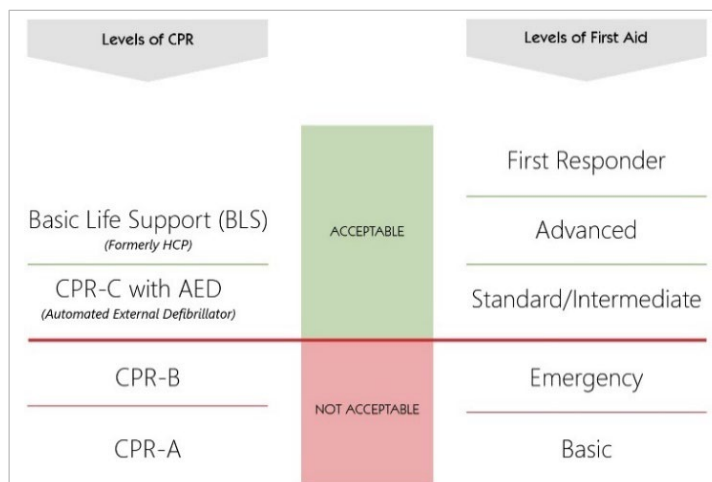 Levels of CPR
Levels of First Aid
First Responder
Basic Life Support (BLS)
(Formerly HCP)
ACCEPTABLE
Advanced
CPR-C with AED
(Automated External Defibrillator)
Standard/Intermediate
CPR-B
Emergency
NOT ACCEPTABLE
CPR-A
Basic